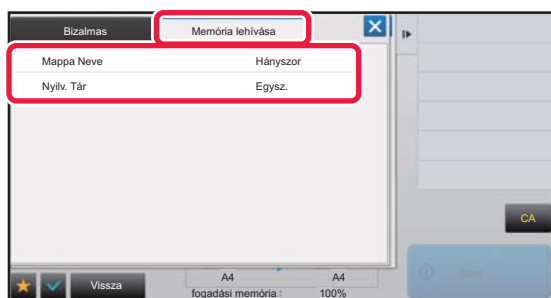 Bizalmas Memória lehívása
Mappa Neve Hányszor
Nyilv. Tár Egysz.
CA
Start
A4 A4
Vissza
fogadási memória : 100%